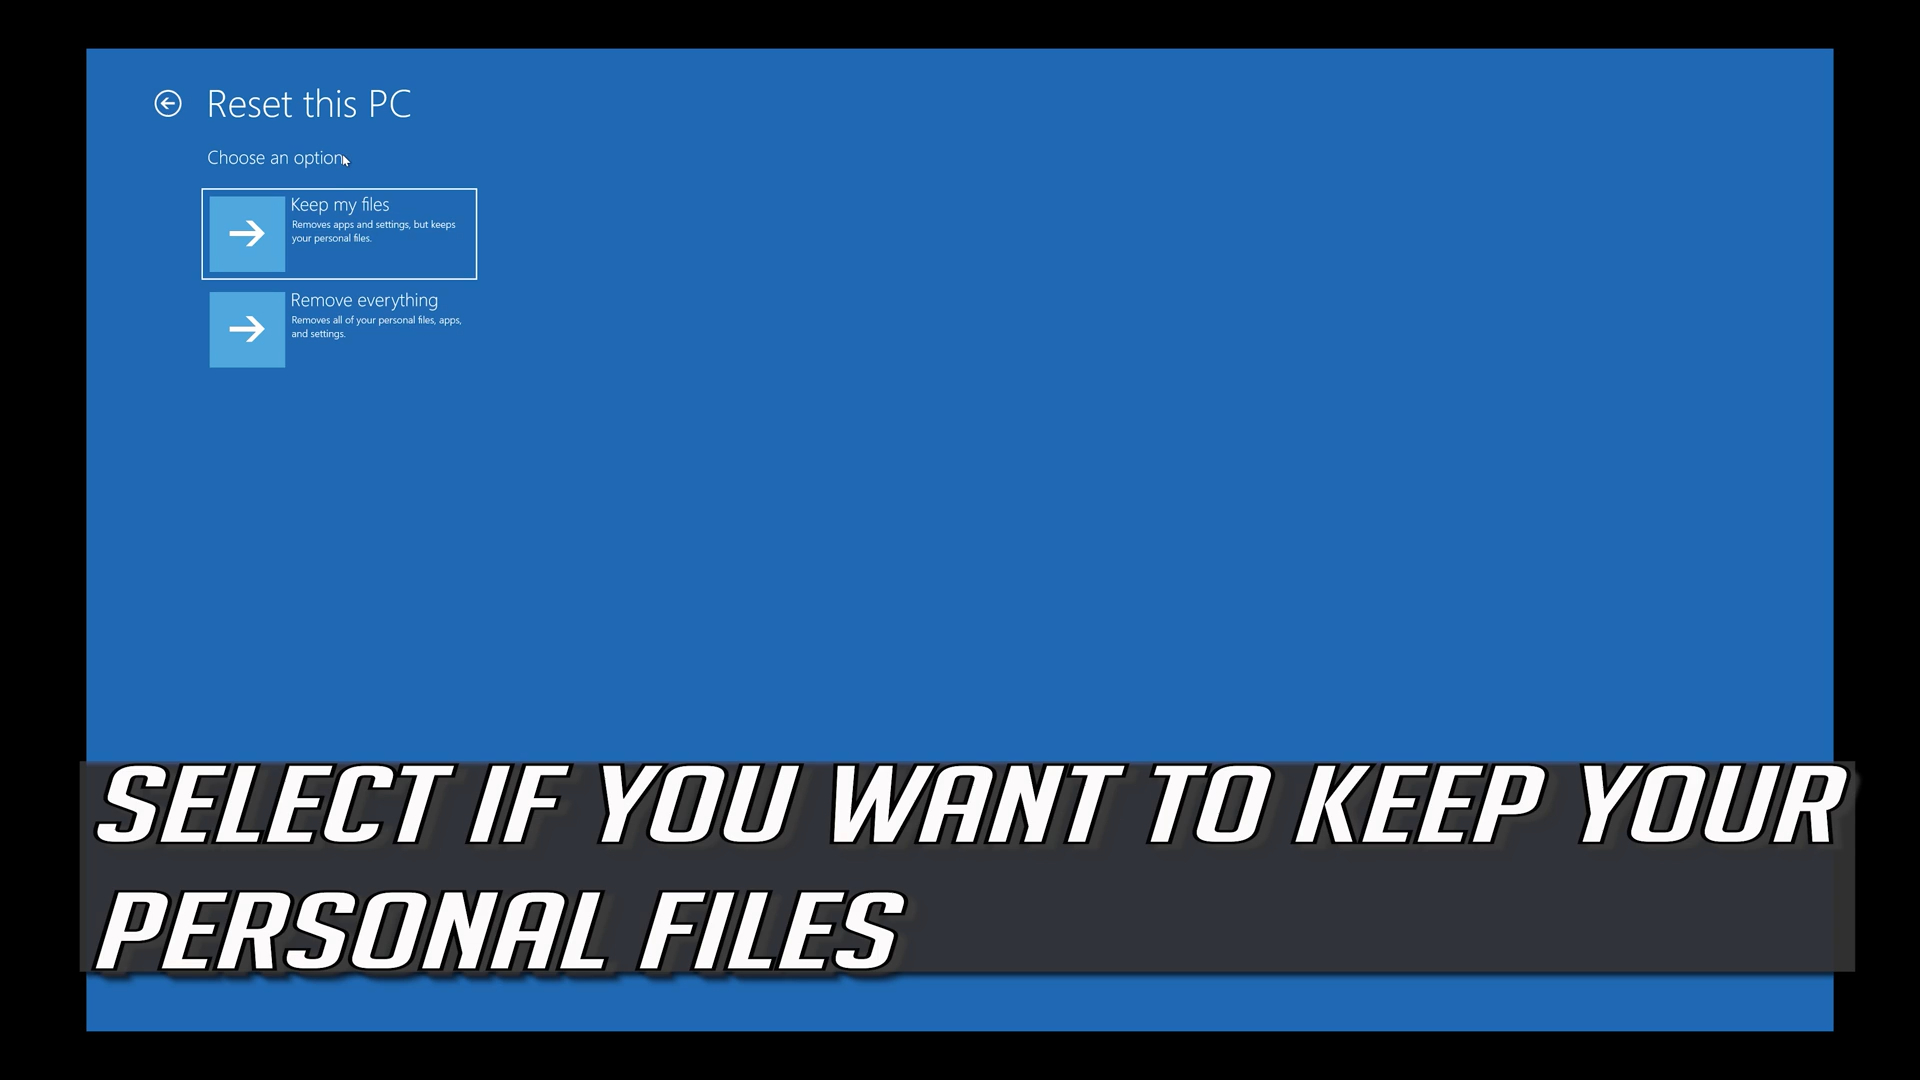 Reset this PC
Choose an option
Keep my files
Removes apps and settings, but keeps
your personal files.
Remove everything
Removes all of your personal files, apps,
and settings.
SELECT IF YOU WANT TO KEEP YOUR
PERSONAL FILES